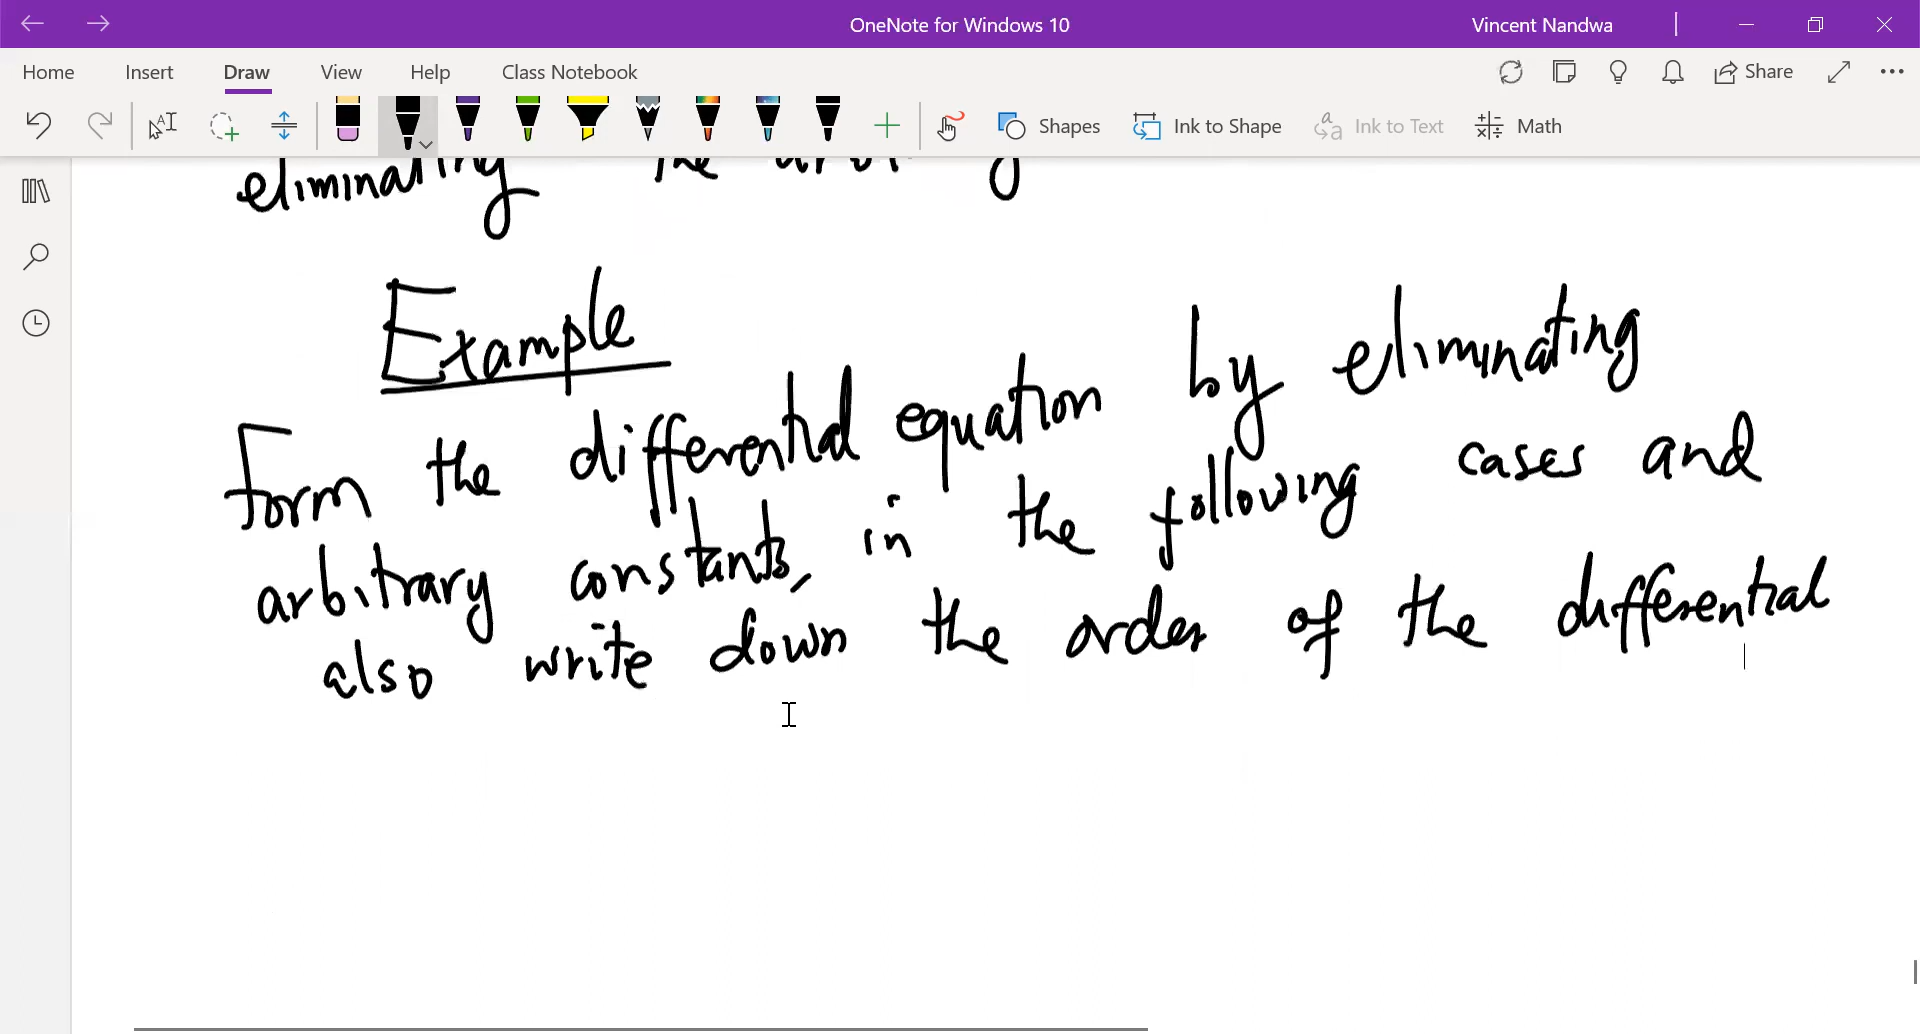 OneNote for Windows 10
Vincent Nandwa
Home Insert Draw View Help Class Notebook
Share
Shapes Ink to Shape Ink to Text Math
eliminating the
Example
Form the differential equation by eliminating
arbitrary constants, in the following cases and
also write down the order of the differential